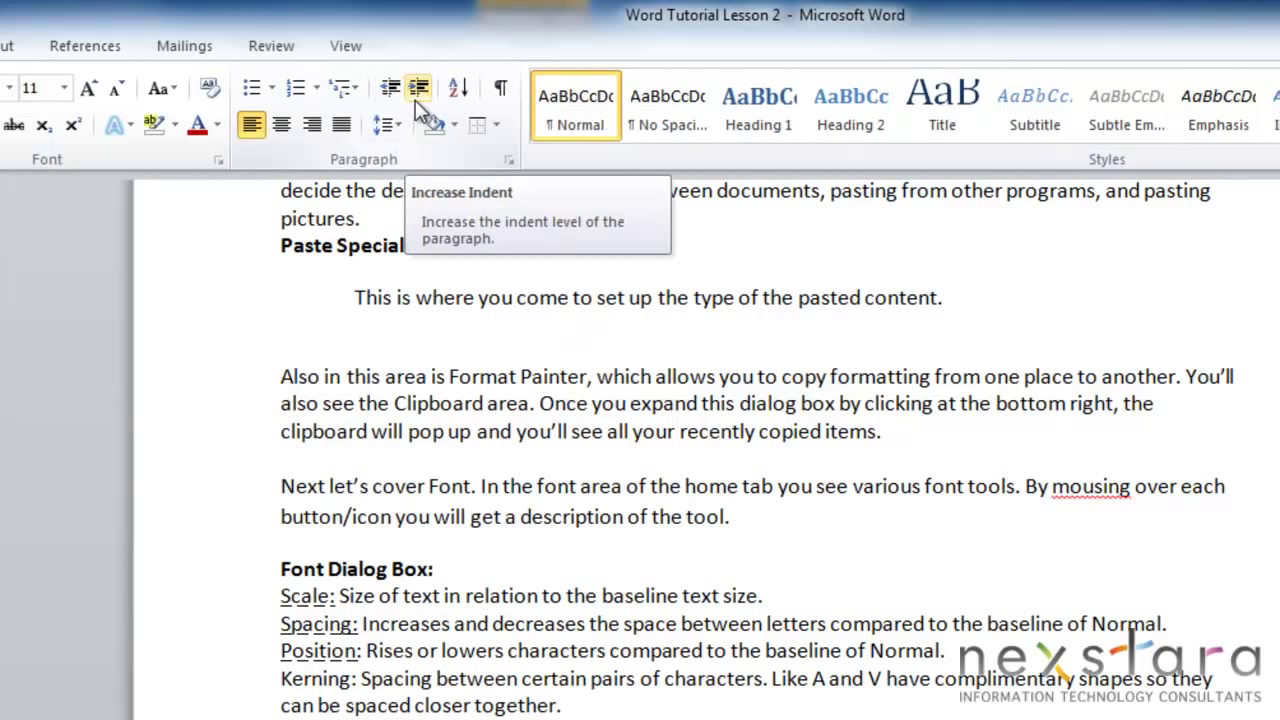 Word Tutorial Lesson 2 - Microsoft Word
References Mailings Review View
11 Aa
abc X₂ X² A ab A
Font Paragraph Styles
AaBbCcDc AaBbCcDc AaBbC AaBbCc AaB AaBbCc. AaBbCcDc AaBbCcDc
¶ Normal ¶ No Spaci... Heading 1 Heading 2 Title Subtitle Subtle Em... Emphasis
Increase Indent
Increase the indent level of the
paragraph.
decide the de ween documents, pasting from other programs, and pasting
pictures.
Paste Special
This is where you come to set up the type of the pasted content.
Also in this area is Format Painter, which allows you to copy formatting from one place to another. You’ll
also see the Clipboard area. Once you expand this dialog box by clicking at the bottom right, the
clipboard will pop up and you’ll see all your recently copied items.
Next let’s cover Font. In the font area of the home tab you see various font tools. By mousing over each
button/icon you will get a description of the tool.
Font Dialog Box:
Scale: Size of text in relation to the baseline text size.
Spacing: Increases and decreases the space between letters compared to the baseline of Normal.
Position: Rises or lowers characters compared to the baseline of Normal.
Kerning: Spacing between certain pairs of characters. Like A and V have complimentary shapes so they
can be spaced closer together.
nexstara
INFORMATION TECHNOLOGY CONSULTANTS